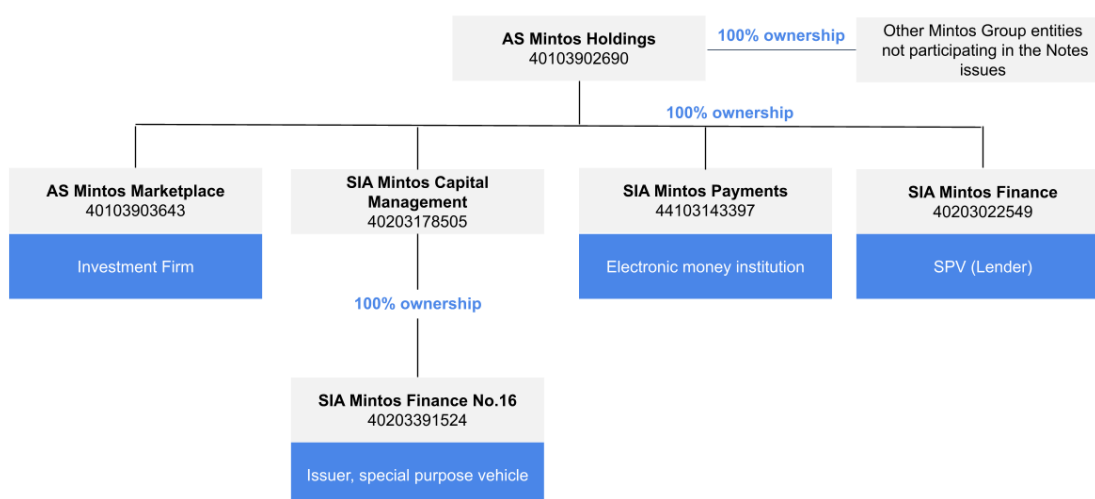 AS Mintos Holdings
40103902690
100% ownership
Other Mintos Group entities
not participating in the Notes
issues
100% ownership
AS Mintos Marketplace
40103903643
Investment Firm
SIA Mintos Capital
Management
40203178505
SIA Mintos Payments
44103143397
Electronic money institution
SIA Mintos Finance
40203022549
SPV (Lender)
100% ownership
SIA Mintos Finance No.16
40203391524
Issuer, special purpose vehicle